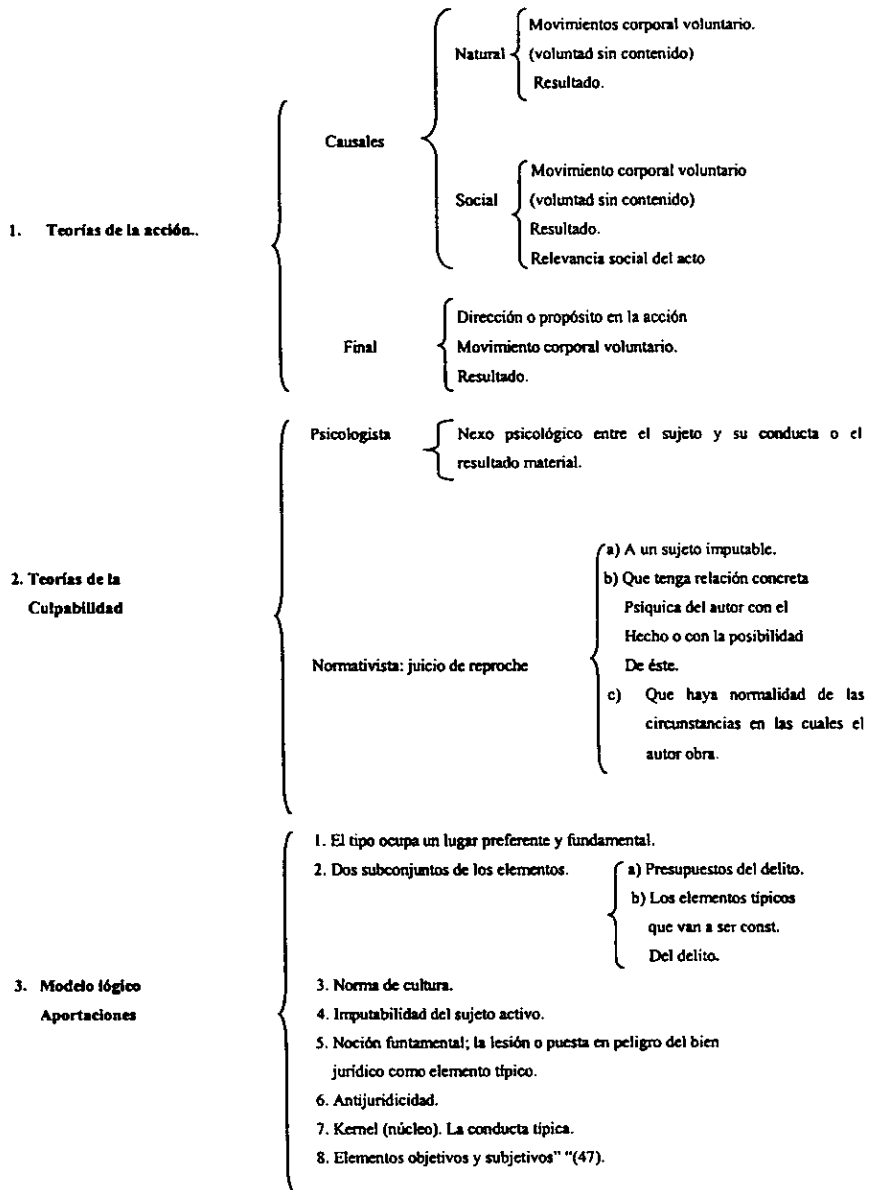 Movimientos corporal voluntario.
Natural (voluntad sin contenido)
Resultado.
Causales
Movimiento corporal voluntario
Social (voluntad sin contenido)
Resultado.
Relevancia social del acto
1. Teorías de la acción..
Dirección o propósito en la acción
Final Movimiento corporal voluntario.
Resultado.
Psicologista Nexo psicológico entre el sujeto y su conducta o el
resultado material.
2. Teorías de la
Culpabilidad
a) A un sujeto imputable.
b) Que tenga relación concreta
Psiquica del autor con el
Hecho o con la posibilidad
Normativista: juicio de reproche De éste.
c) Que haya normalidad de las
circunstancias en las cuales el
autor obra.
1. El tipo ocupa un lugar preferente y fundamental.
2. Dos subconjuntos de los elementos. a) Presupuestos del delito.
b) Los elementos típicos
que van a ser const.
Del delito.
3. Modelo lógico
Aportaciones
3. Norma de cultura.
4. Imputabilidad del sujeto activo.
5. Noción funtamental; la lesión o puesta en peligro del bien
jurídico como elemento típico.
6. Antijuridicidad.
7. Kernel (núcleo). La conducta típica.
8. Elementos objetivos y subjetivos” “(47).